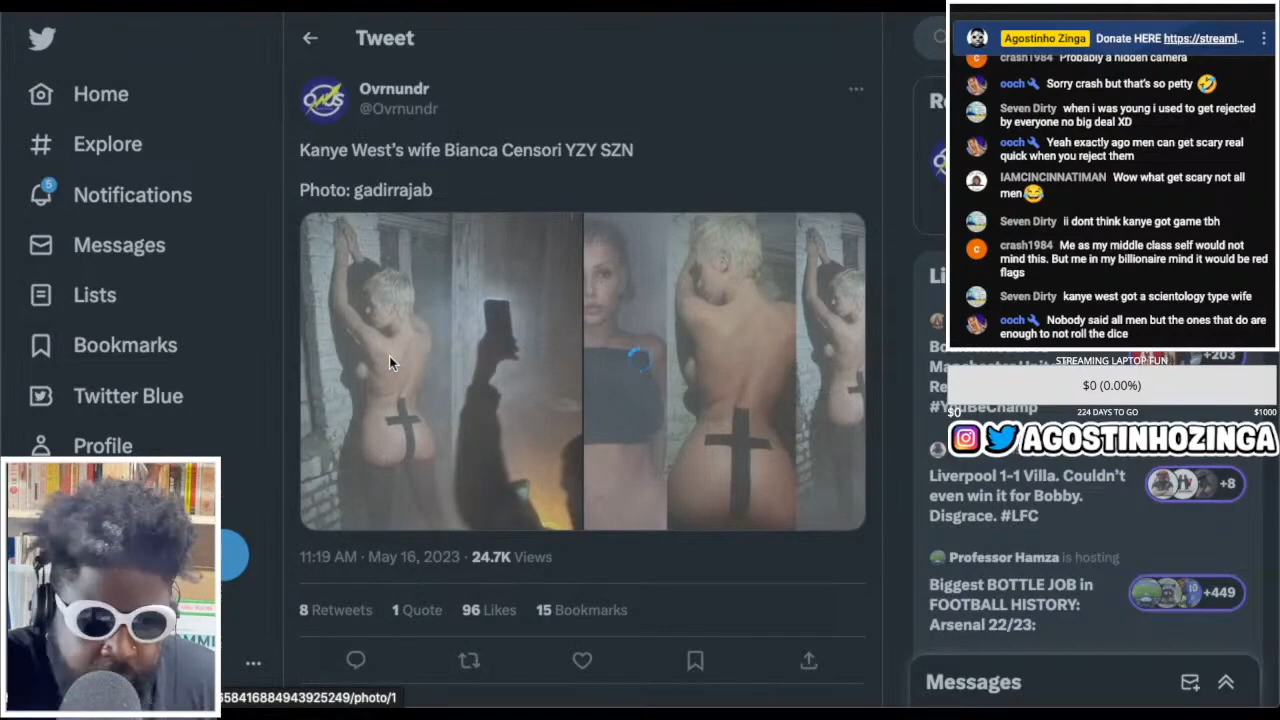 Tweet
Home
Explore
5
Notifications
Messages
Lists
Bookmarks
Twitter Blue
Profile
Ovrnundr
@Ovrnundr
Kanye West's wife Bianca Censori YZY SZN
Photo: gadirrajab
11:19 AM · May 16, 2023 · 24.7K Views
8 Retweets 1 Quote 96 Likes 15 Bookmarks
658416884943925249/photo/1
Agostinho Zinga Donate HERE https://streaml...
crash1984 Probably a hidden camera
ooch Sorry crash but that's so petty 🤣
Seven Dirty when i was young i used to get rejected
by everyone no big deal XD
ooch Yeah exactly ago men can get scary real
quick when you reject them
IAMCINCINNATIMAN Wow what get scary not all
men 😂
Seven Dirty ii dont think kanye got game tbh
crash1984 Me as my middle class self would not
mind this. But me in my billionaire mind it would be red
flags
Seven Dirty kanye west got a scientology type wife
ooch Nobody said all men but the ones that do are
enough to not roll the dice
STREAMING LAPTOP FUN
+203
$0 (0.00%)
$0
224 DAYS TO GO
$1000
#YouBeChamp
AGOSTINHOZINGA
Liverpool 1-1 Villa. Couldn't
even win it for Bobby.
Disgrace. #LFC
+8
Professor Hamza is hosting
Biggest BOTTLE JOB in
FOOTBALL HISTORY:
Arsenal 22/23:
+449
Messages